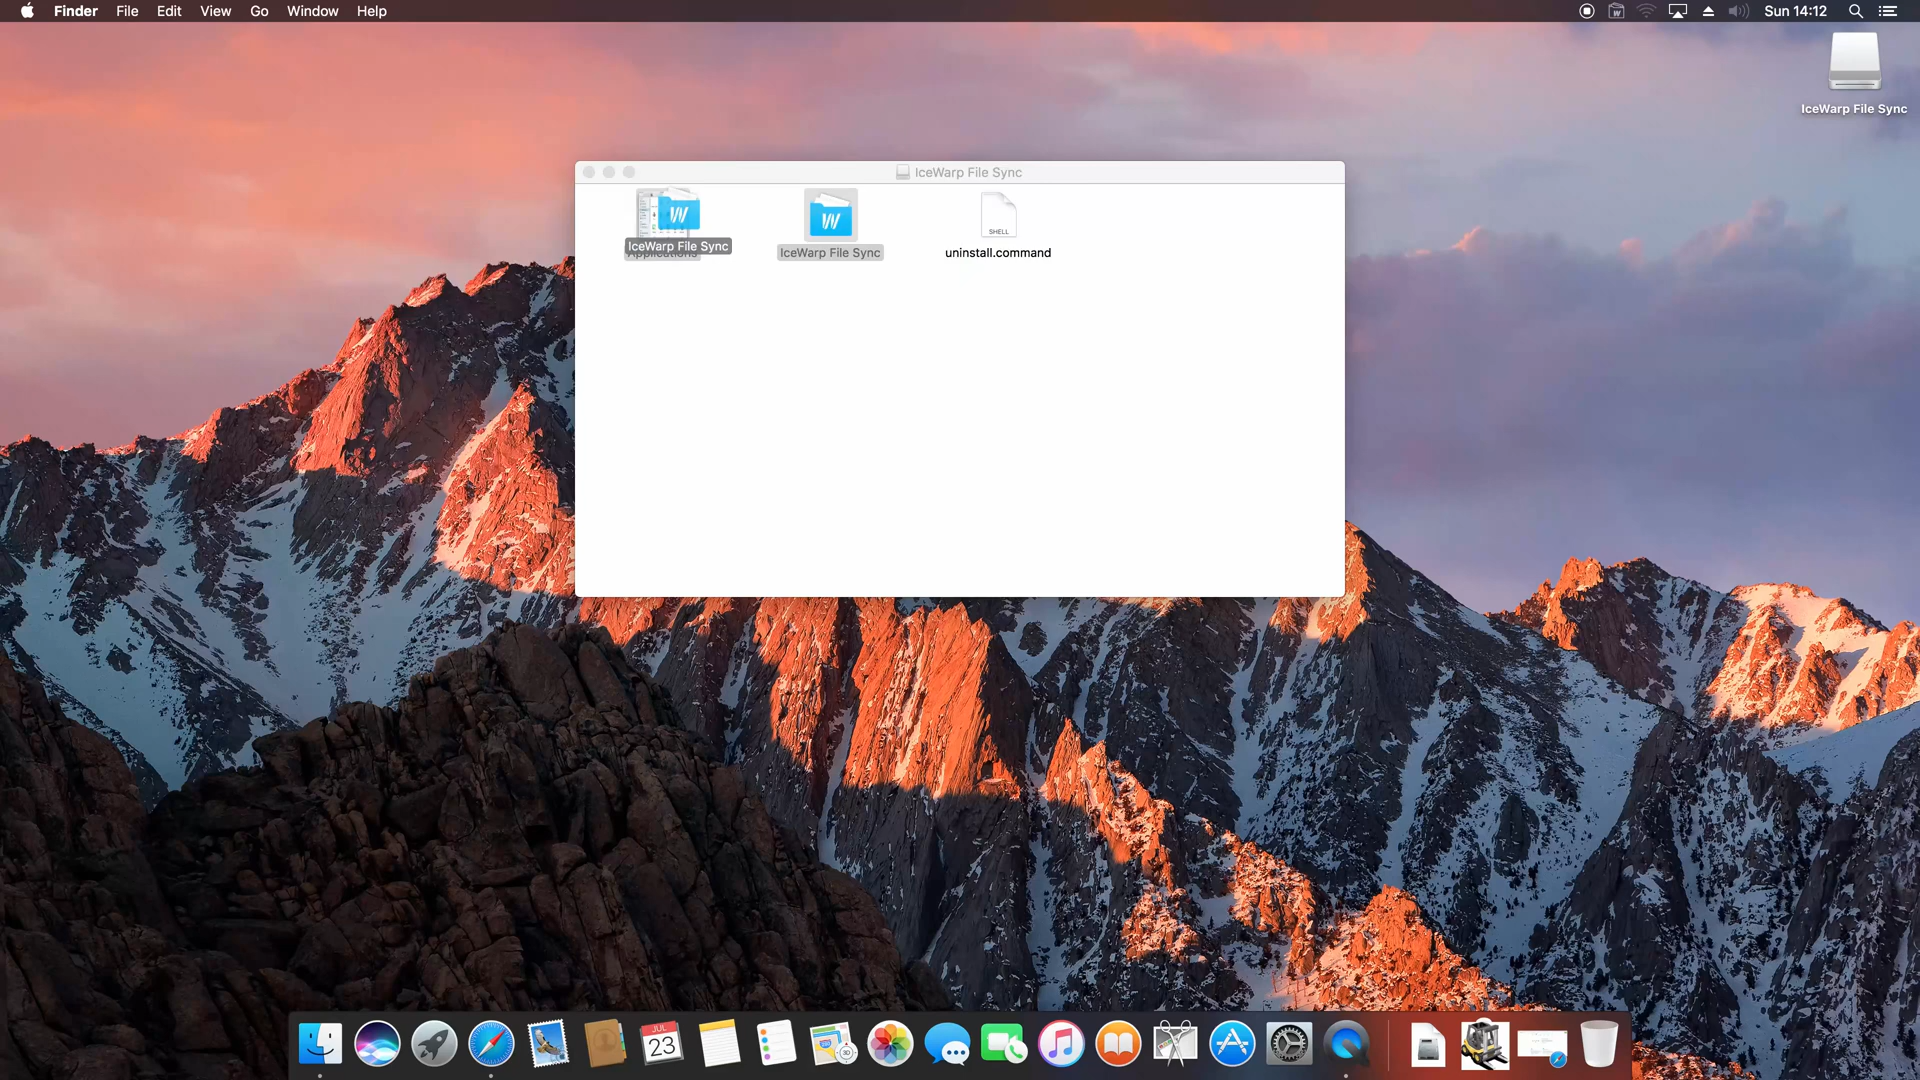 Finder File Edit View Go Window Help Sun 14:12
IceWarp File Sync
IceWarp File Sync
IceWarp File Sync
Applications
IceWarp File Sync
SHELL
uninstall.command
JUL
23